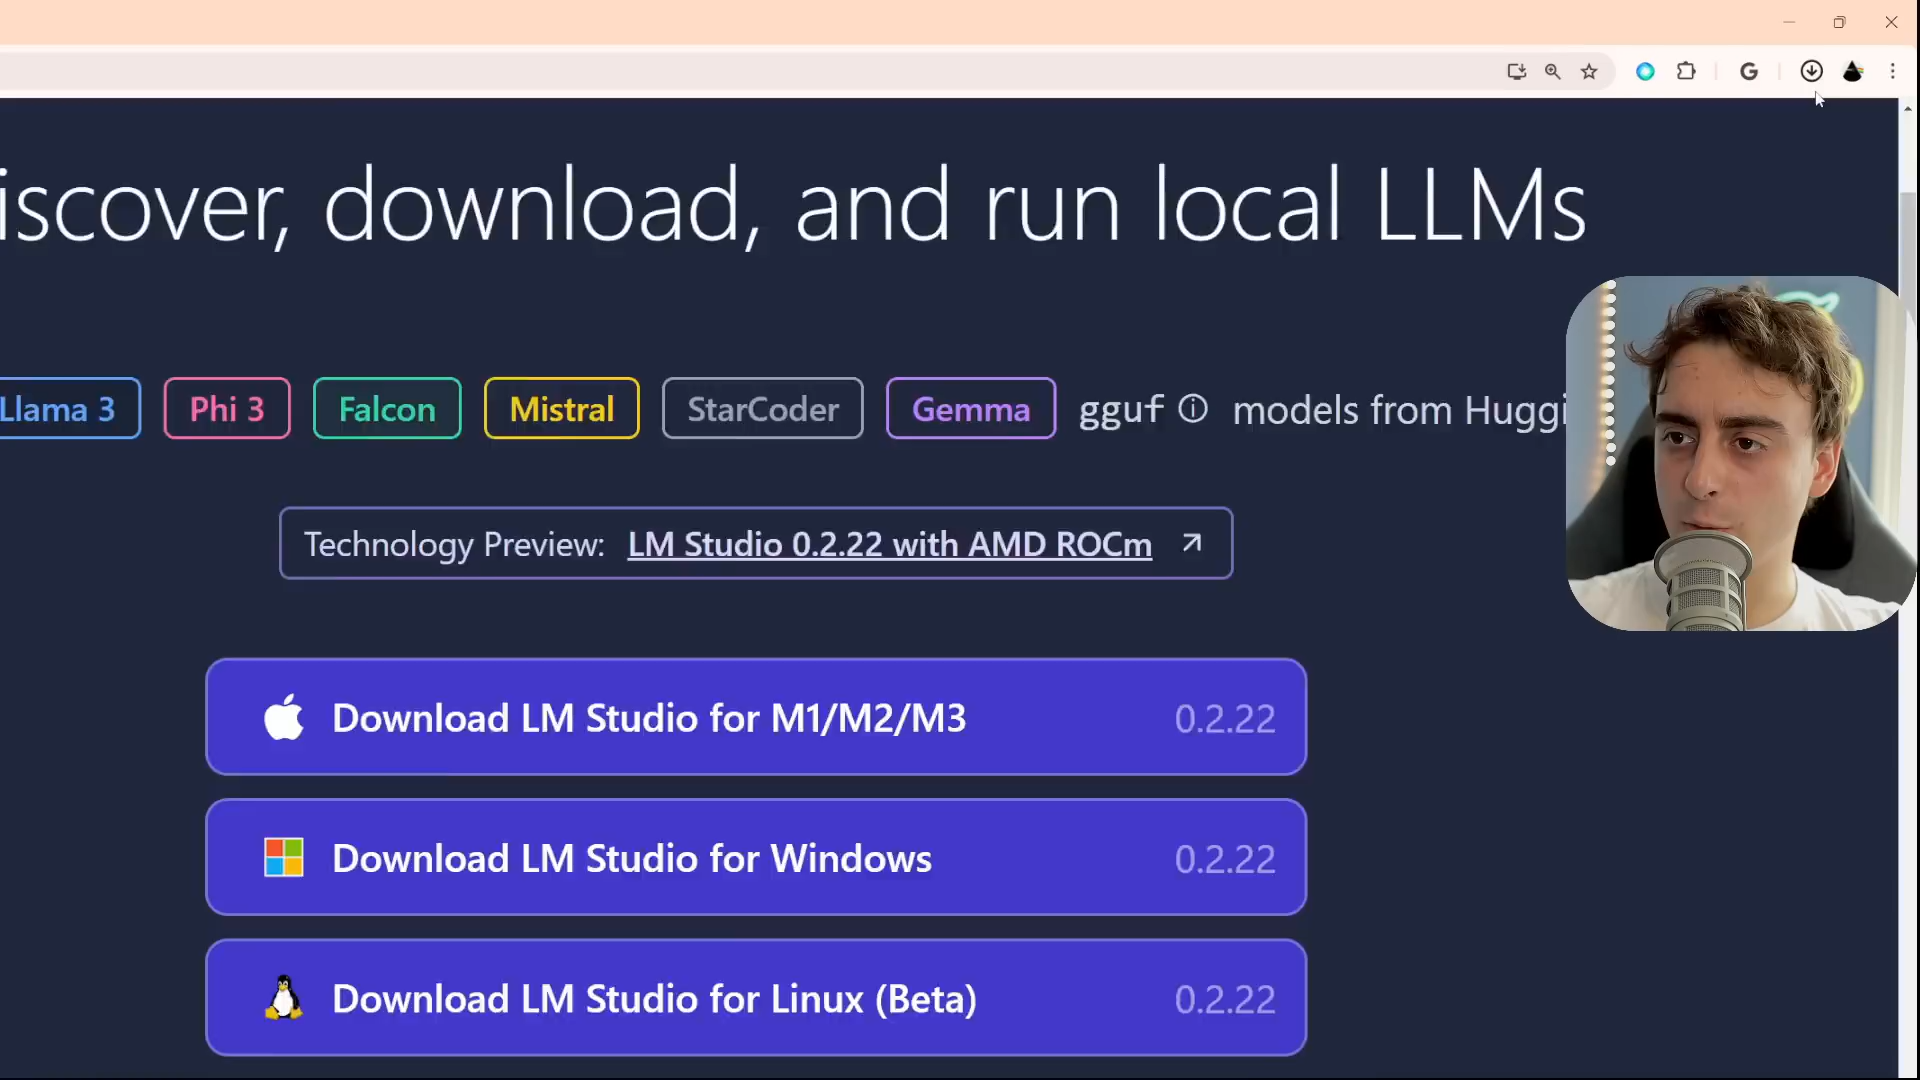 iscover, download, and run local LLMs
Llama 3 Phi 3 Falcon Mistral StarCoder Gemma gguf models from Huggi
Technology Preview: LM Studio 0.2.22 with AMD ROCm
Download LM Studio for M1/M2/M3 0.2.22
Download LM Studio for Windows 0.2.22
Download LM Studio for Linux (Beta) 0.2.22